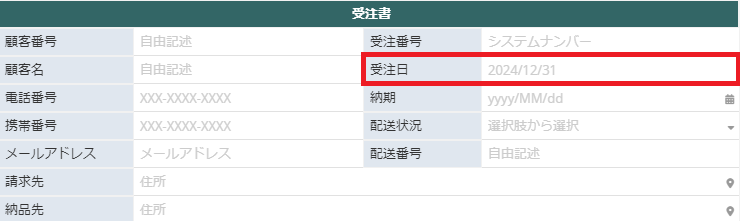 受注書
顧客番号 自由記述 受注番号 システムナンバー
顧客名 自由記述 受注日 2024/12/31
電話番号 XXX-XXXX-XXXX 納期 yyyy/MM/dd
携帯番号 XXX-XXXX-XXXX 配送状況 選択肢から選択
メールアドレス メールアドレス 配送番号 自由記述
請求先 住所
納品先 住所